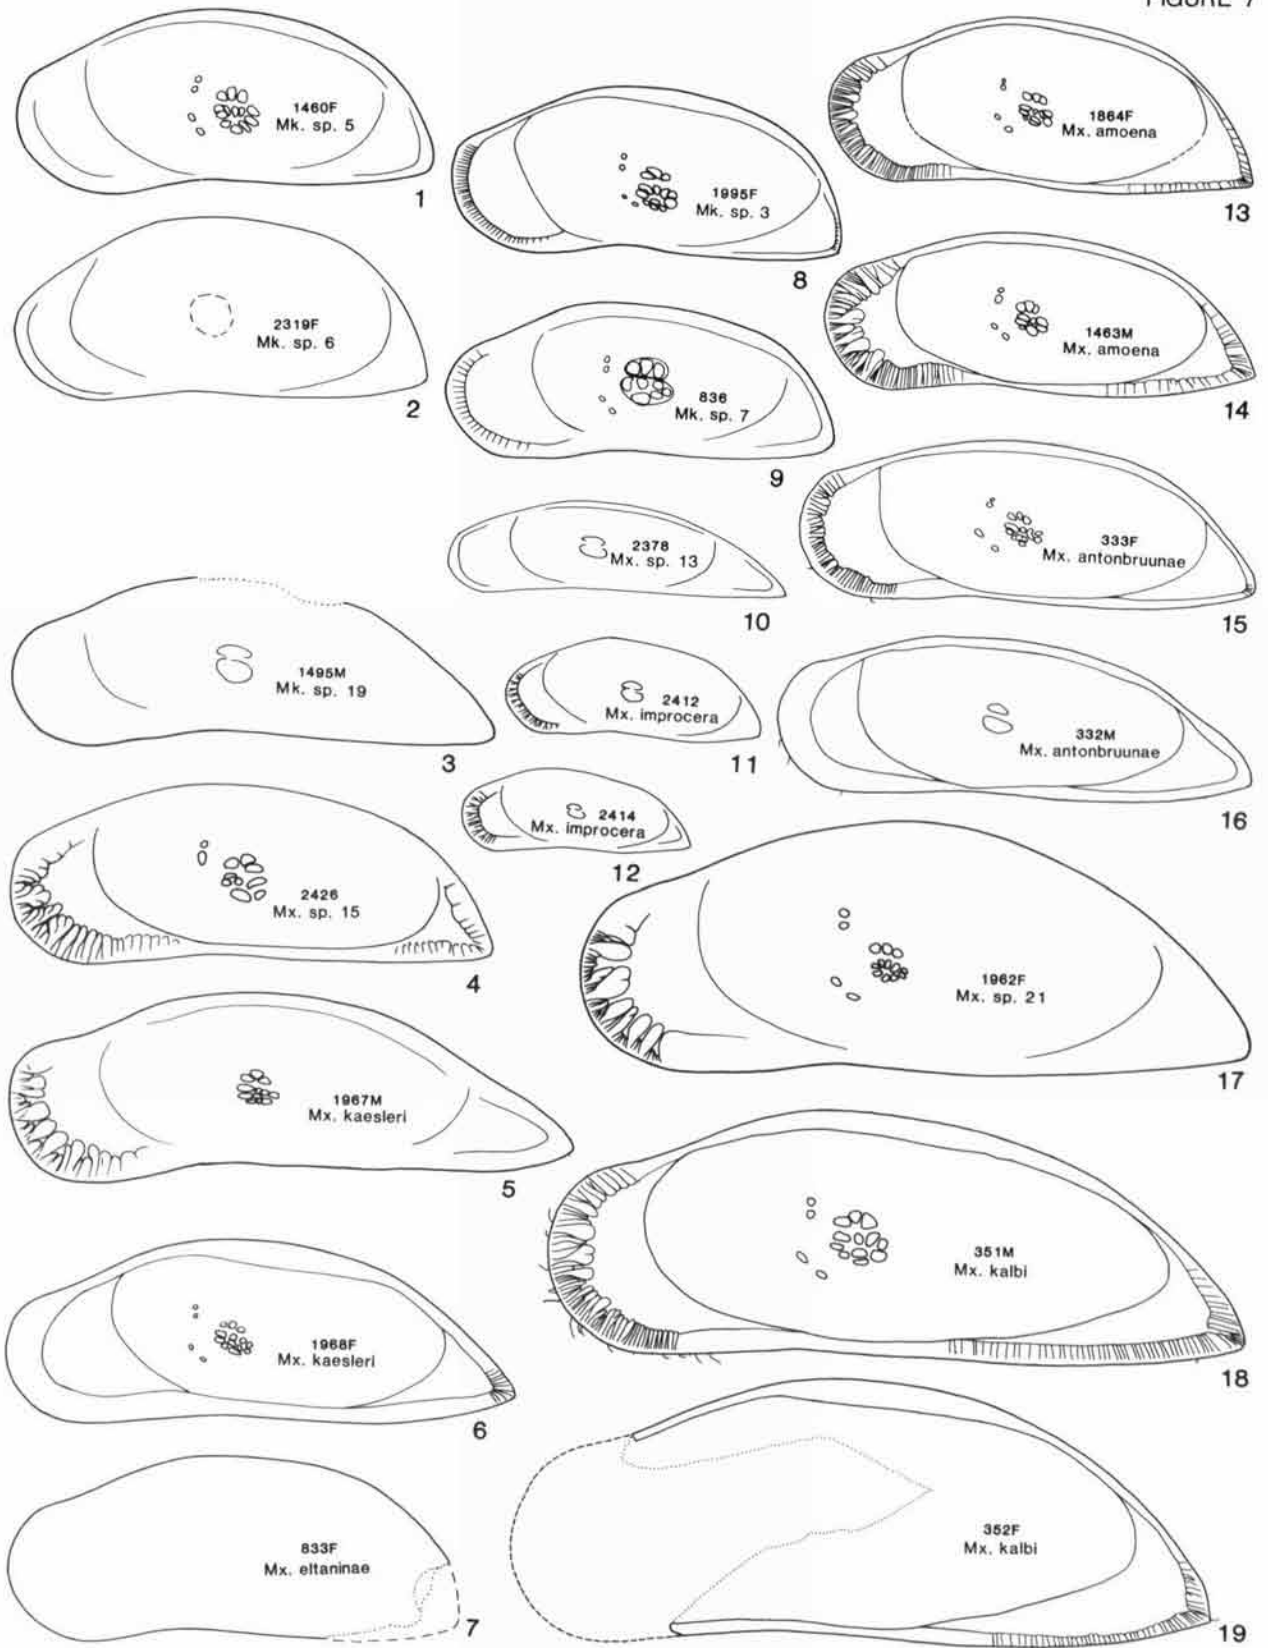 FIGURE 7
1460F
Mk. sp. 5
1
2319F
Mk. sp. 6
2
1495M
Mk. sp. 19
3
2426
Mx. sp. 15
4
1967M
Mx. kaesleri
5
1968F
Mx. kaesleri
6
833F
Mx. eltaninae
7
1995F
Mk. sp. 3
8
836
Mk. sp. 7
9
2378
Mx. sp. 13
10
2412
Mx. improcera
11
2414
Mx. improcera
12
1864F
Mx. amoena
13
1463M
Mx. amoena
14
333F
Mx. antonbruunae
15
332M
Mx. antonbruunae
16
1962F
Mx. sp. 21
17
351M
Mx. kalbi
18
352F
Mx. kalbi
19